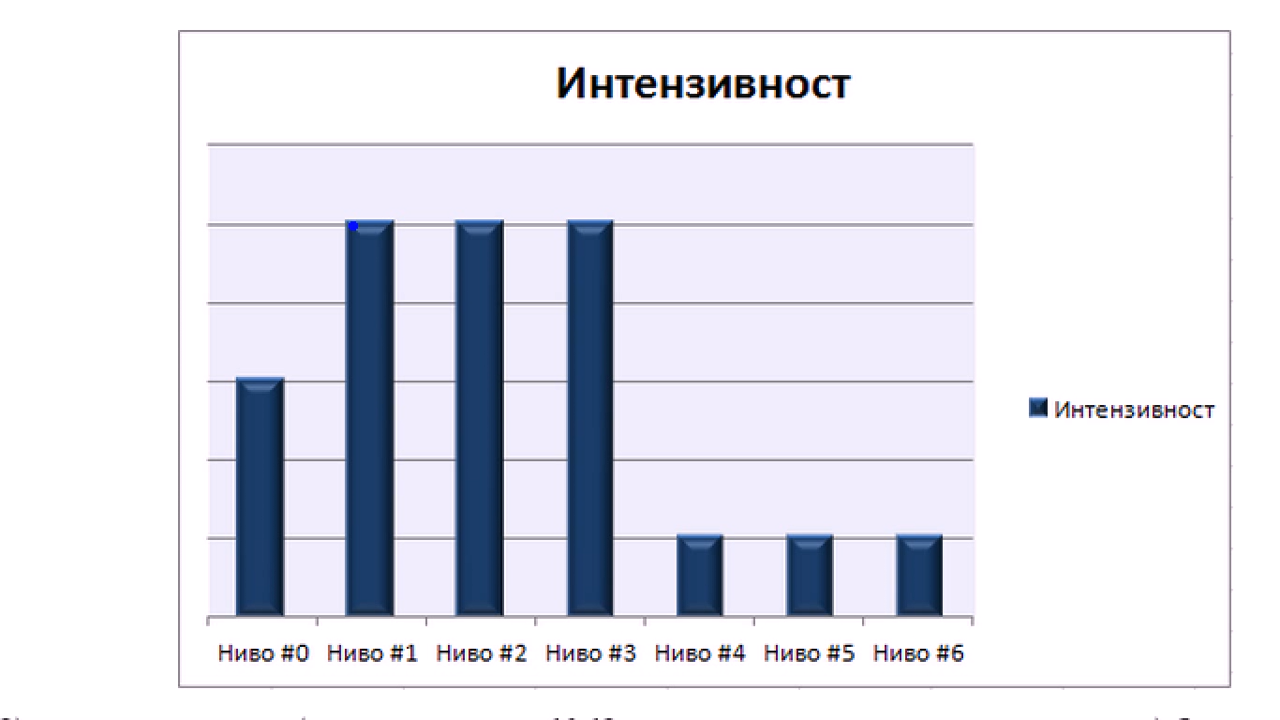 Интензивност
Интензивност
Ниво #0 Ниво #1 Ниво #2 Ниво #3 Ниво #4 Ниво #5 Ниво #6